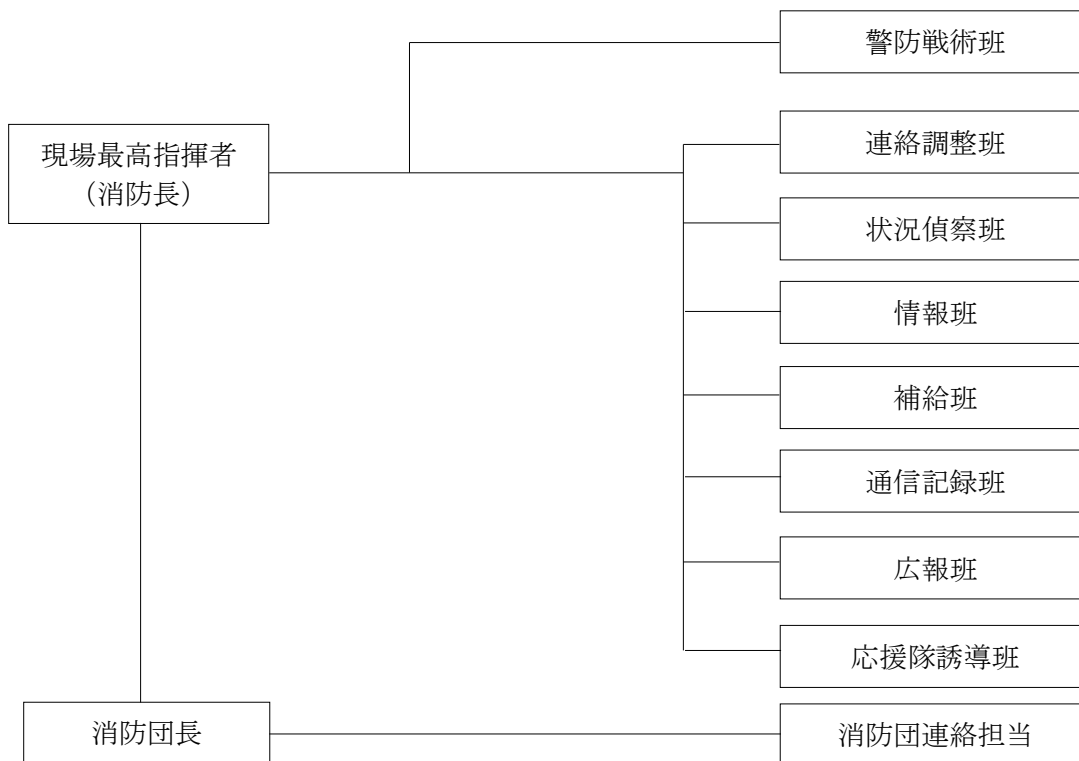 警防戦術班
連絡調整班
現場最高指揮者
（消防長）
状況偵察班
情報班
補給班
通信記録班
広報班
応援隊誘導班
消防団長
消防団連絡担当